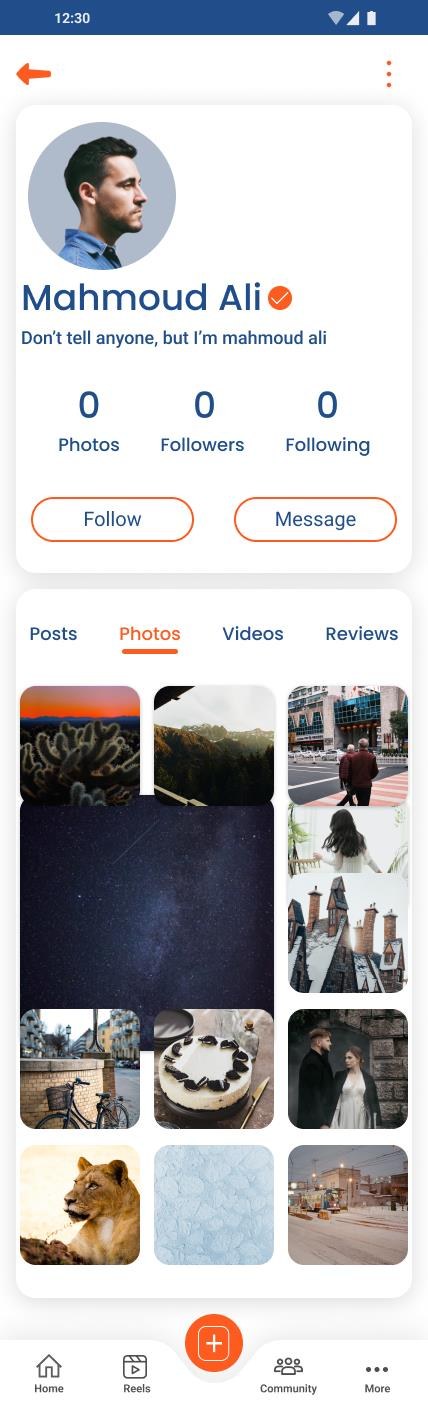 12:30
Mahmoud Ali
Don't tell anyone, but I'm mahmoud ali
0 0 0
Photos Followers Following
Follow Message
Posts Photos Videos Reviews
Home Reels Community More